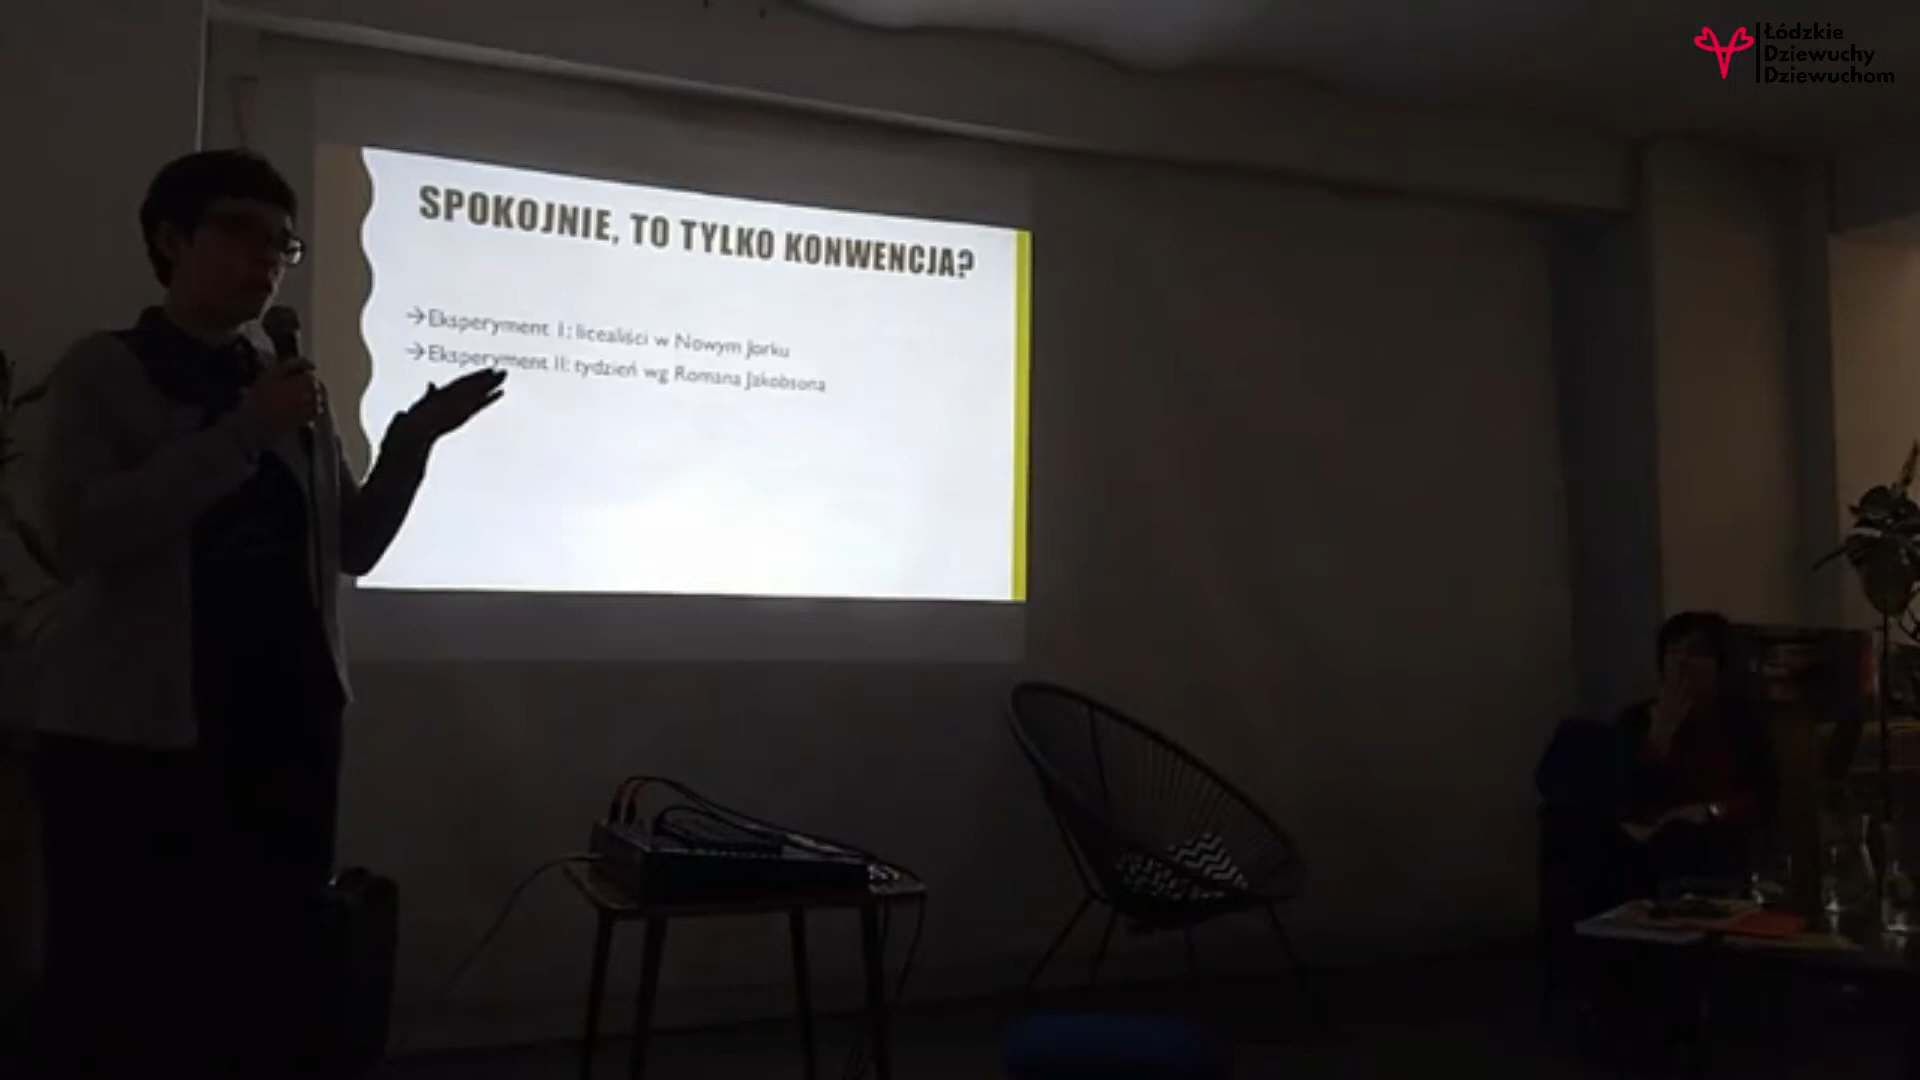 Łódzkie
Dziewuchy
Dziewuchom
SPOKOJNIE, TO TYLKO KONWENCJA?
→Eksperyment I: licealiści w Nowym Jorku
→Eksperyment II: tydzień wg Romana Jakobsona